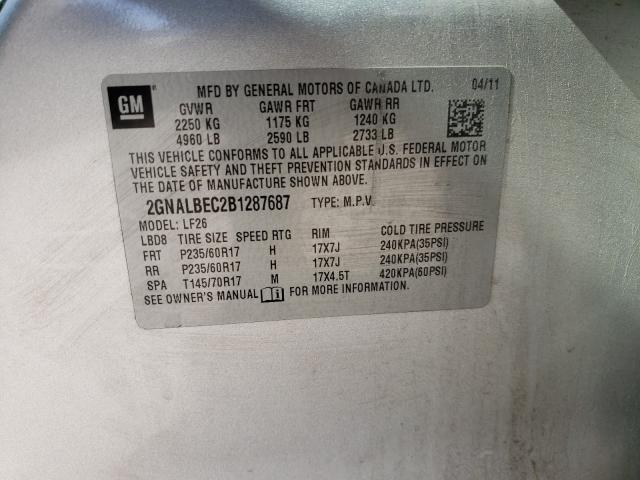 GM
MFD BY GENERAL MOTORS OF CANADA LTD. 04/11
GVWR GAWR FRT GAWR RR
2250 KG 1175 KG 1240 KG
4960 LB 2590 LB 2733 LB
THIS VEHICLE CONFORMS TO ALL APPLICABLE U.S. FEDERAL MOTOR
VEHICLE SAFETY AND THEFT PREVENTION STANDARDS IN EFFECT ON
THE DATE OF MANUFACTURE SHOWN ABOVE.
2GNALBEC2B1287687 TYPE: M.P.V.
MODEL: LF26
LBD8 TIRE SIZE SPEED RTG RIM COLD TIRE PRESSURE
FRT P235/60R17 H 17X7J 240KPA(35PSI)
RR P235/60R17 H 17X7J 240KPA(35PSI)
SPA T145/70R17 M 17X4.5T 420KPA(60PSI)
SEE OWNER'S MANUAL FOR MORE INFORMATION.